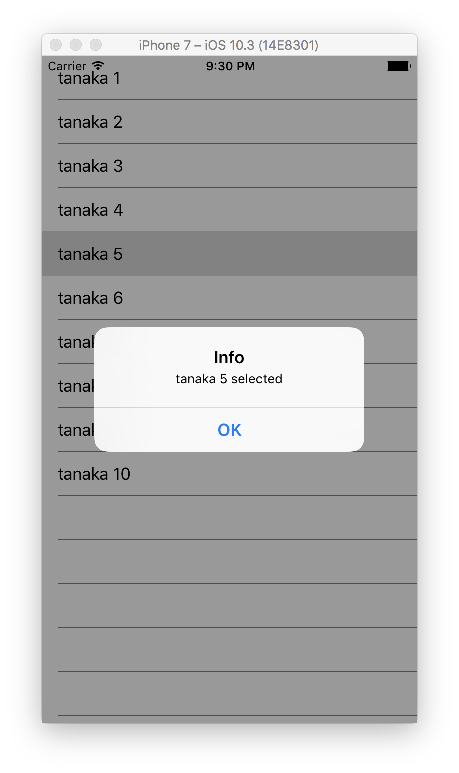 iPhone 7 – iOS 10.3 (14E8301)
Carrier 9:30 PM
tanaka 1
tanaka 2
tanaka 3
tanaka 4
tanaka 5
tanaka 6
Info
tanaka 5 selected
OK
tanaka 10